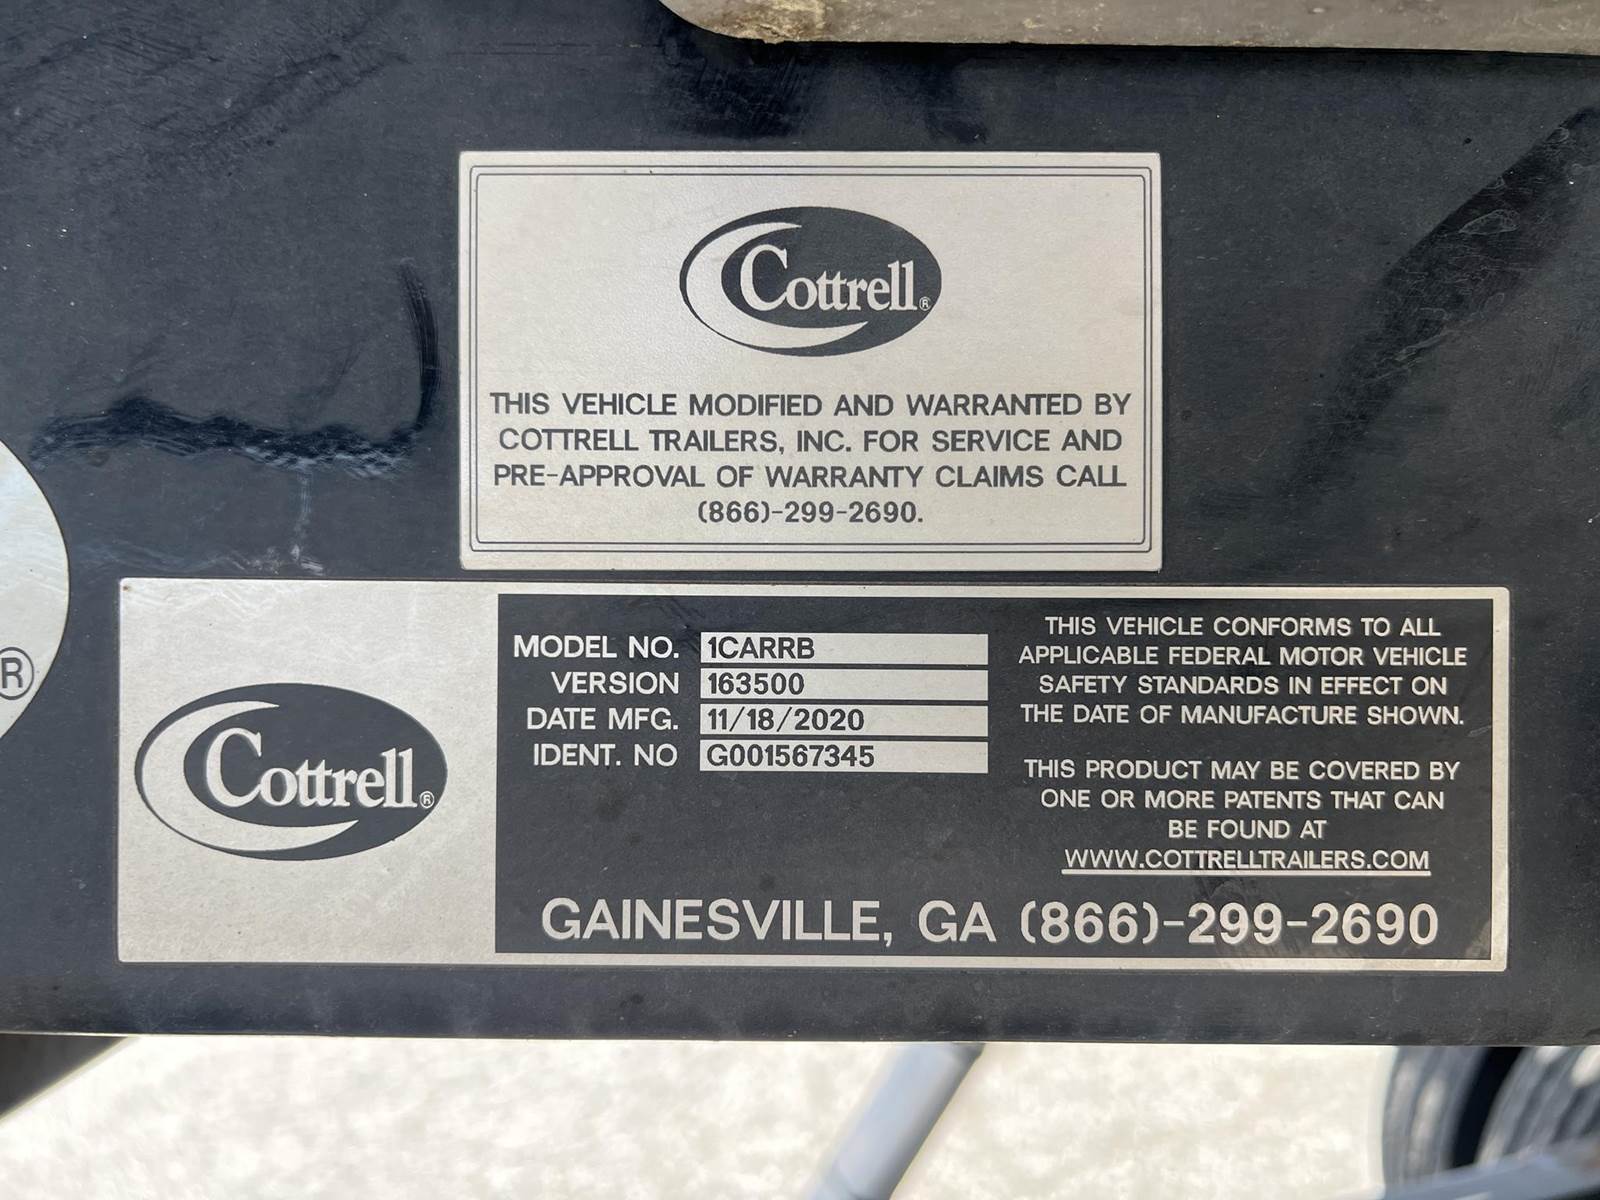 Cottrell®
THIS VEHICLE MODIFIED AND WARRANTED BY
COTTRELL TRAILERS, INC. FOR SERVICE AND
PRE-APPROVAL OF WARRANTY CLAIMS CALL
(866)-299-2690.
®
Cottrell®
MODEL NO. 1CARRB
VERSION 163500
DATE MFG. 11/18/2020
IDENT. NO G001567345
THIS VEHICLE CONFORMS TO ALL
APPLICABLE FEDERAL MOTOR VEHICLE
SAFETY STANDARDS IN EFFECT ON
THE DATE OF MANUFACTURE SHOWN.
THIS PRODUCT MAY BE COVERED BY
ONE OR MORE PATENTS THAT CAN
BE FOUND AT
WWW.COTTRELLTRAILERS.COM
GAINESVILLE, GA (866)-299-2690